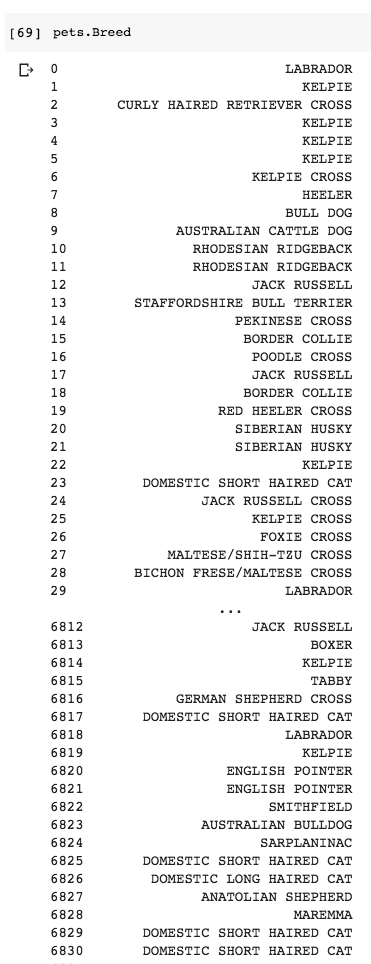 [69] pets.Breed
0 LABRADOR
1 KELPIE
2 CURLY HAIRED RETRIEVER CROSS
3 KELPIE
4 KELPIE
5 KELPIE
6 KELPIE CROSS
7 HEELER
8 BULL DOG
9 AUSTRALIAN CATTLE DOG
10 RHODESIAN RIDGEBACK
11 RHODESIAN RIDGEBACK
12 JACK RUSSELL
13 STAFFORDSHIRE BULL TERRIER
14 PEKINESE CROSS
15 BORDER COLLIE
16 POODLE CROSS
17 JACK RUSSELL
18 BORDER COLLIE
19 RED HEELER CROSS
20 SIBERIAN HUSKY
21 SIBERIAN HUSKY
22 KELPIE
23 DOMESTIC SHORT HAIRED CAT
24 JACK RUSSELL CROSS
25 KELPIE CROSS
26 FOXIE CROSS
27 MALTESE/SHIH-TZU CROSS
28 BICHON FRESE/MALTESE CROSS
29 LABRADOR
...
6812 JACK RUSSELL
6813 BOXER
6814 KELPIE
6815 TABBY
6816 GERMAN SHEPHERD CROSS
6817 DOMESTIC SHORT HAIRED CAT
6818 LABRADOR
6819 KELPIE
6820 ENGLISH POINTER
6821 ENGLISH POINTER
6822 SMITHFIELD
6823 AUSTRALIAN BULLDOG
6824 SARPLANINAC
6825 DOMESTIC SHORT HAIRED CAT
6826 DOMESTIC LONG HAIRED CAT
6827 ANATOLIAN SHEPHERD
6828 MAREMMA
6829 DOMESTIC SHORT HAIRED CAT
6830 DOMESTIC SHORT HAIRED CAT